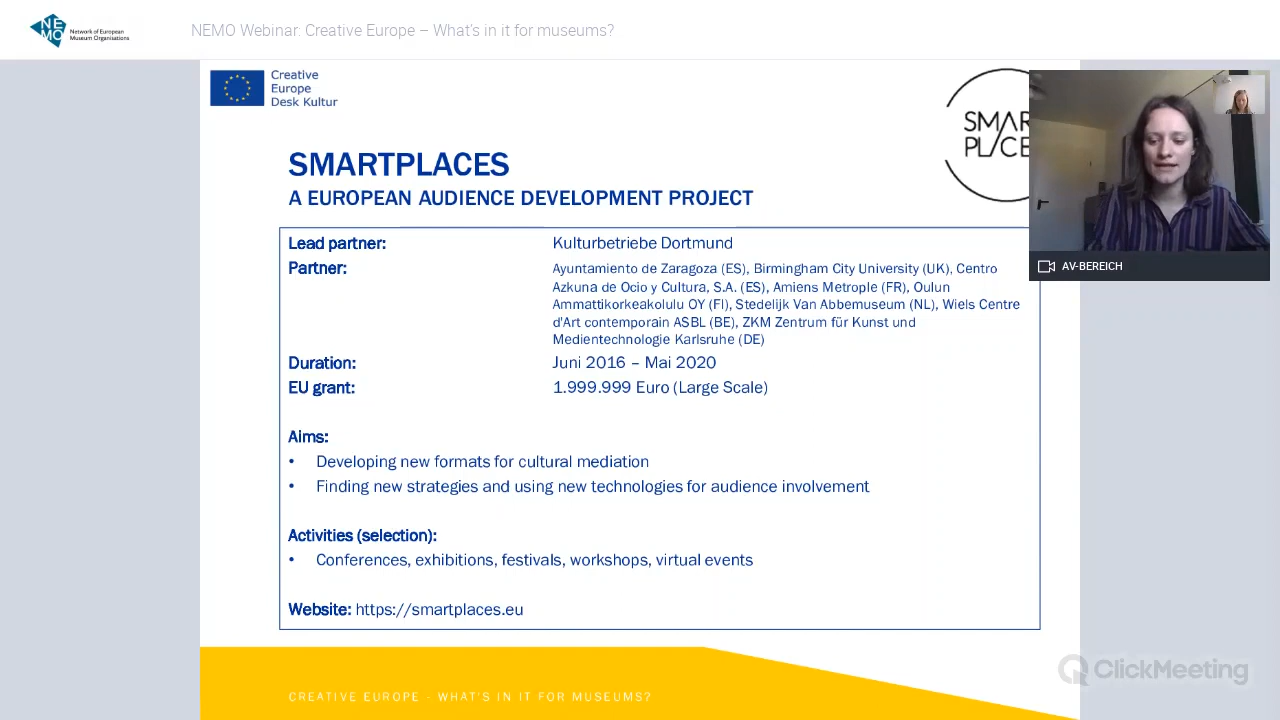 NEMO
Network of European
Museum Organisations
NEMO Webinar: Creative Europe – What's in it for museums?
Creative
Europe
Desk Kultur
SMAR
PL/CE
SMARTPLACES
A EUROPEAN AUDIENCE DEVELOPMENT PROJECT
AV-BEREICH
Lead partner: Kulturbetriebe Dortmund
Partner: Ayuntamiento de Zaragoza (ES), Birmingham City University (UK), Centro
Azkuna de Ocio y Cultura, S.A. (ES), Amiens Metrople (FR), Oulun
Ammattikorkeakolulu OY (FI), Stedelijk Van Abbemuseum (NL), Wiels Centre
d'Art contemporain ASBL (BE), ZKM Zentrum für Kunst und
Medientechnologie Karlsruhe (DE)
Duration: Juni 2016 – Mai 2020
EU grant: 1.999.999 Euro (Large Scale)
Aims:
• Developing new formats for cultural mediation
• Finding new strategies and using new technologies for audience involvement
Activities (selection):
• Conferences, exhibitions, festivals, workshops, virtual events
Website: https://smartplaces.eu
ClickMeeting
CREATIVE EUROPE - WHAT'S IN IT FOR MUSEUMS?